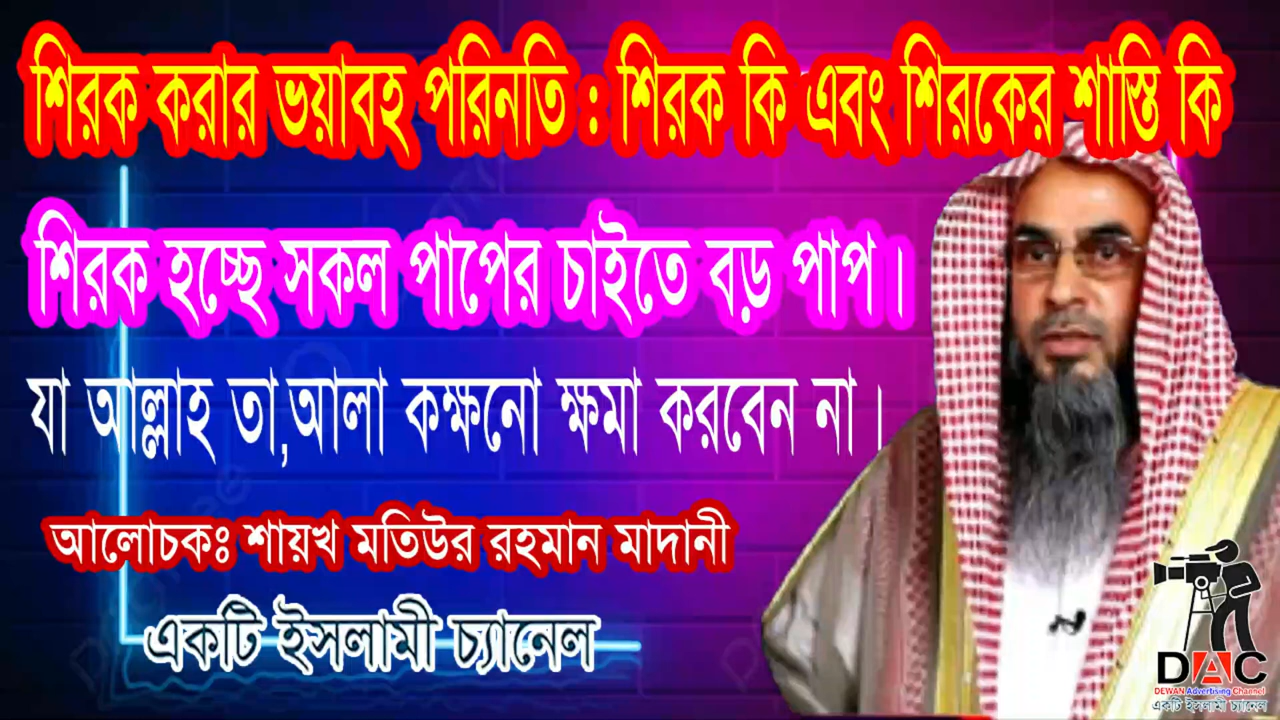 শিরক করার ভয়াবহ পরিনতি : শিরক কি এবং শিরকের শাস্তি কি
শিরক হচ্ছে সকল পাপের চাইতে বড় পাপ।
যা আল্লাহ তা,আলা কক্ষনো ক্ষমা করবেন না।
আলোচকঃ শায়খ মতিউর রহমান মাদানী
একটি ইসলামী চ্যানেল
DAC
DEWAN Advertising Channel
একটি ইসলামী চ্যানেল